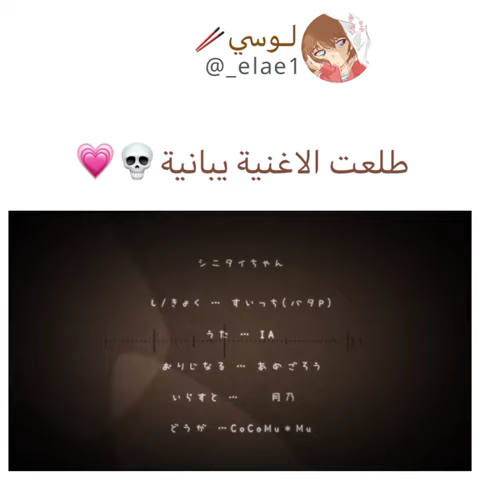 لوسي🥢
@_elae1
طلعت الاغنية يبانية💀💗
シニタイちゃん
し/きょく … すいっち(バタP)
うた … IA
おりじなる … あめごろう
いらすと … 月乃
どうが …CoCoMu＊Mu